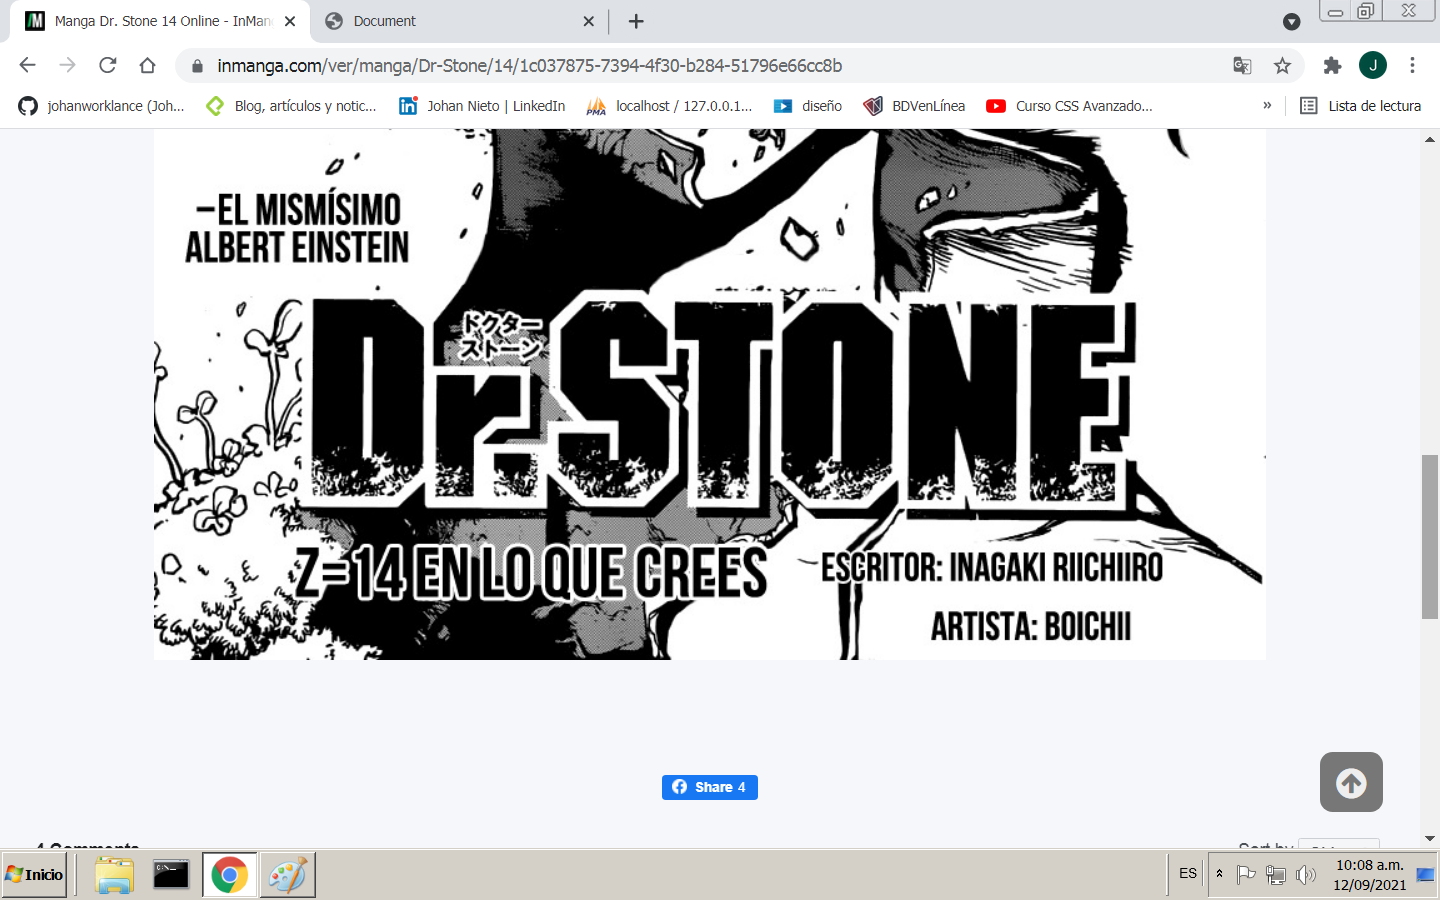 Manga Dr. Stone 14 Online - InMan
Document
inmanga.com/ver/manga/Dr-Stone/14/1c037875-7394-4f30-b284-51796e66cc8b
J
johanworklance (Joh...
Blog, artículos y notic...
Johan Nieto | LinkedIn
localhost / 127.0.0.1...
diseño
BDVenLínea
Curso CSS Avanzado...
»
Lista de lectura
–EL MISMÍSIMO
ALBERT EINSTEIN
ドクター
ストーン
Dr.STONE
Z=14 EN LO QUE CREES
ESCRITOR: INAGAKI RIICHIIRO
ARTISTA: BOICHII
Share 4
4 Comments
Sort by
Inicio
ES
10:08 a.m.
12/09/2021